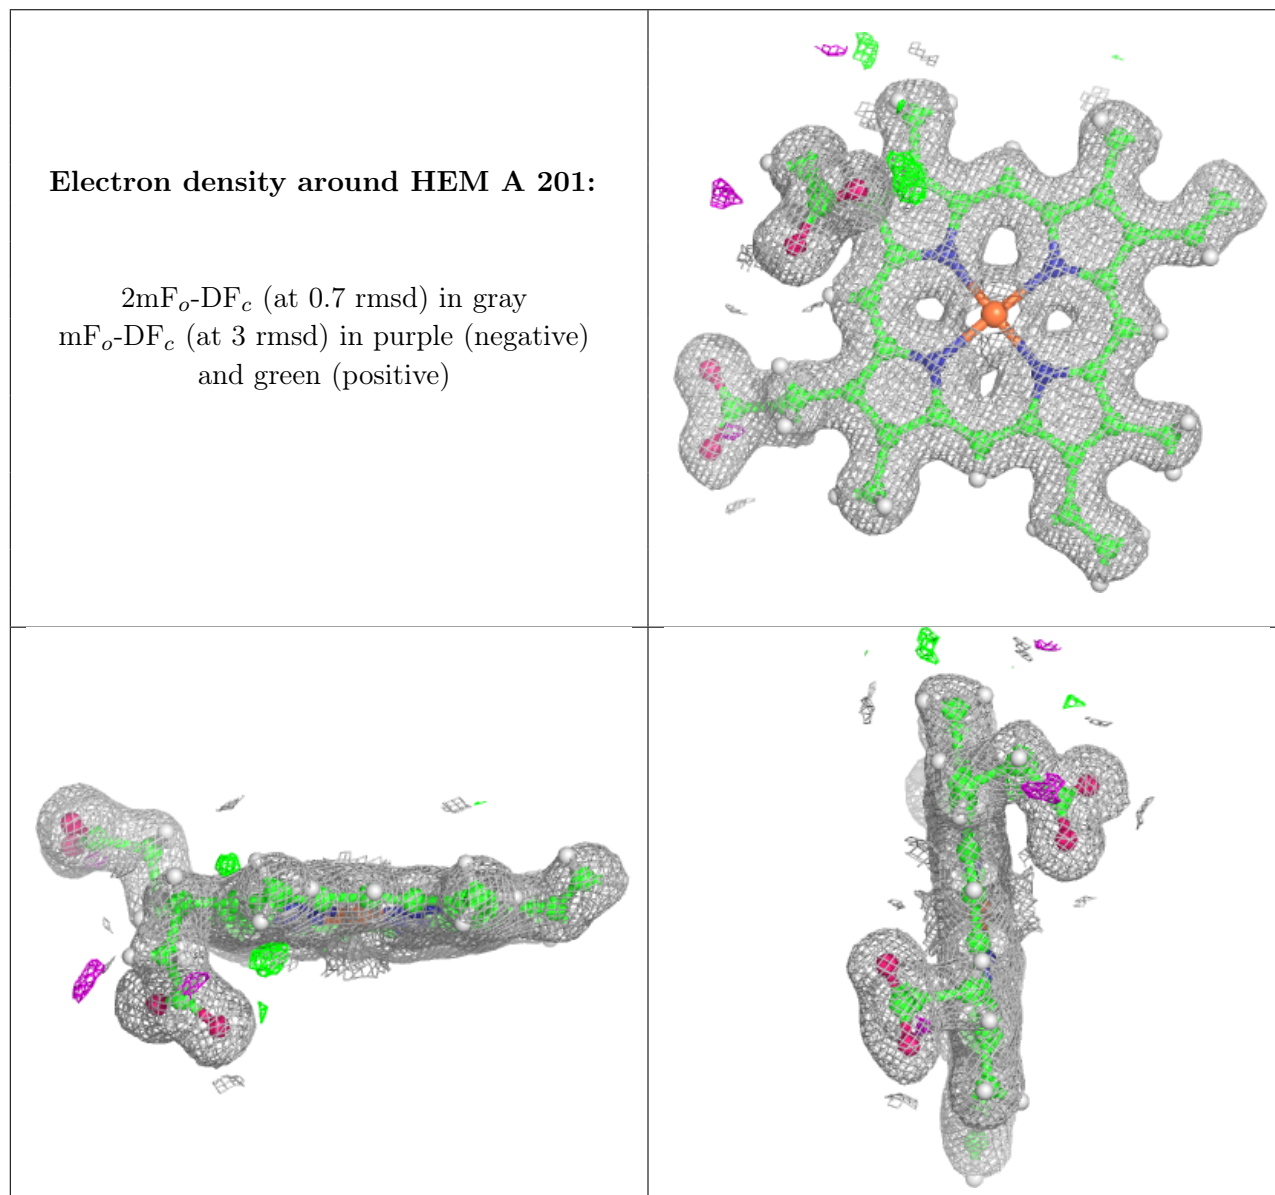 Electron density around HEM A 201:
2mFo-DFc (at 0.7 rmsd) in gray
mFo-DFc (at 3 rmsd) in purple (negative)
and green (positive)